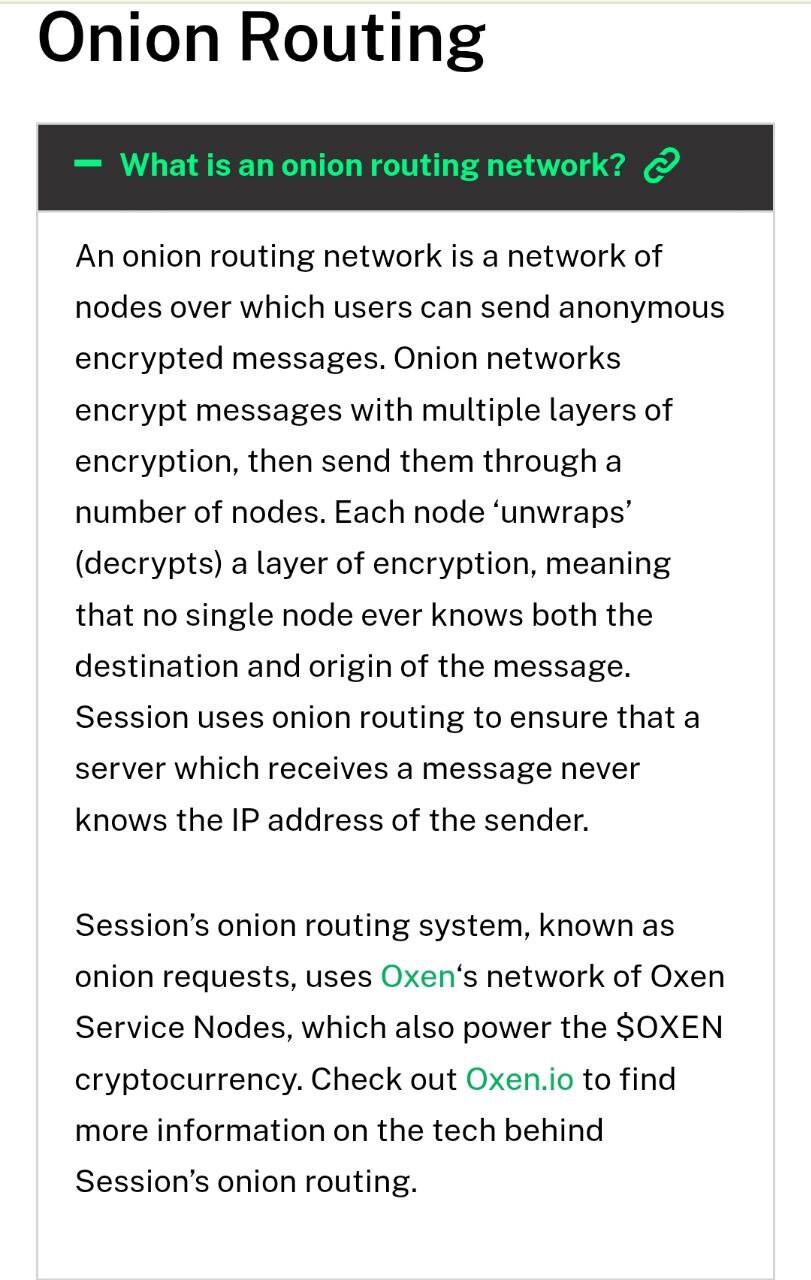 Onion Routing
What is an onion routing network?
An onion routing network is a network of
nodes over which users can send anonymous
encrypted messages. Onion networks
encrypt messages with multiple layers of
encryption, then send them through a
number of nodes. Each node ‘unwraps’
(decrypts) a layer of encryption, meaning
that no single node ever knows both the
destination and origin of the message.
Session uses onion routing to ensure that a
server which receives a message never
knows the IP address of the sender.
Session’s onion routing system, known as
onion requests, uses Oxen‘s network of Oxen
Service Nodes, which also power the $OXEN
cryptocurrency. Check out Oxen.io to find
more information on the tech behind
Session’s onion routing.